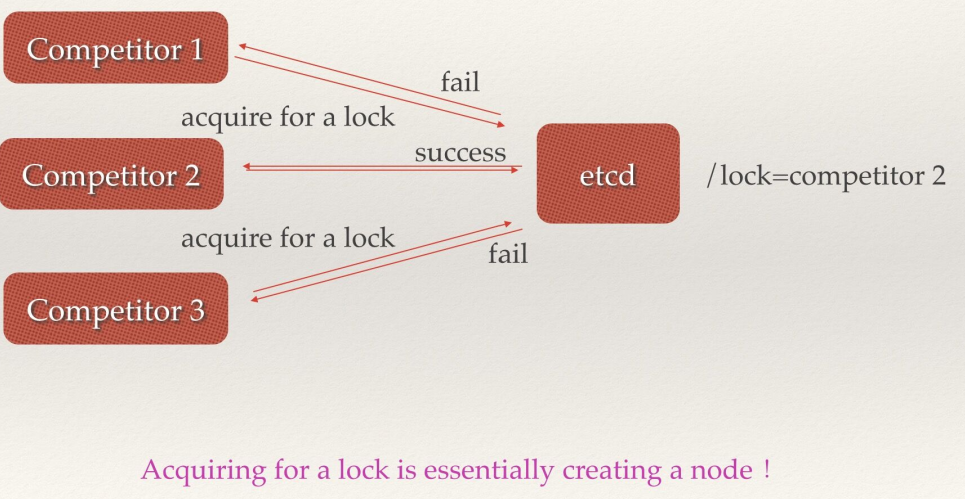 Competitor 1
fail
acquire for a lock
success
Competitor 2
etcd
/lock=competitor 2
acquire for a lock
fail
Competitor 3
Acquiring for a lock is essentially creating a node！